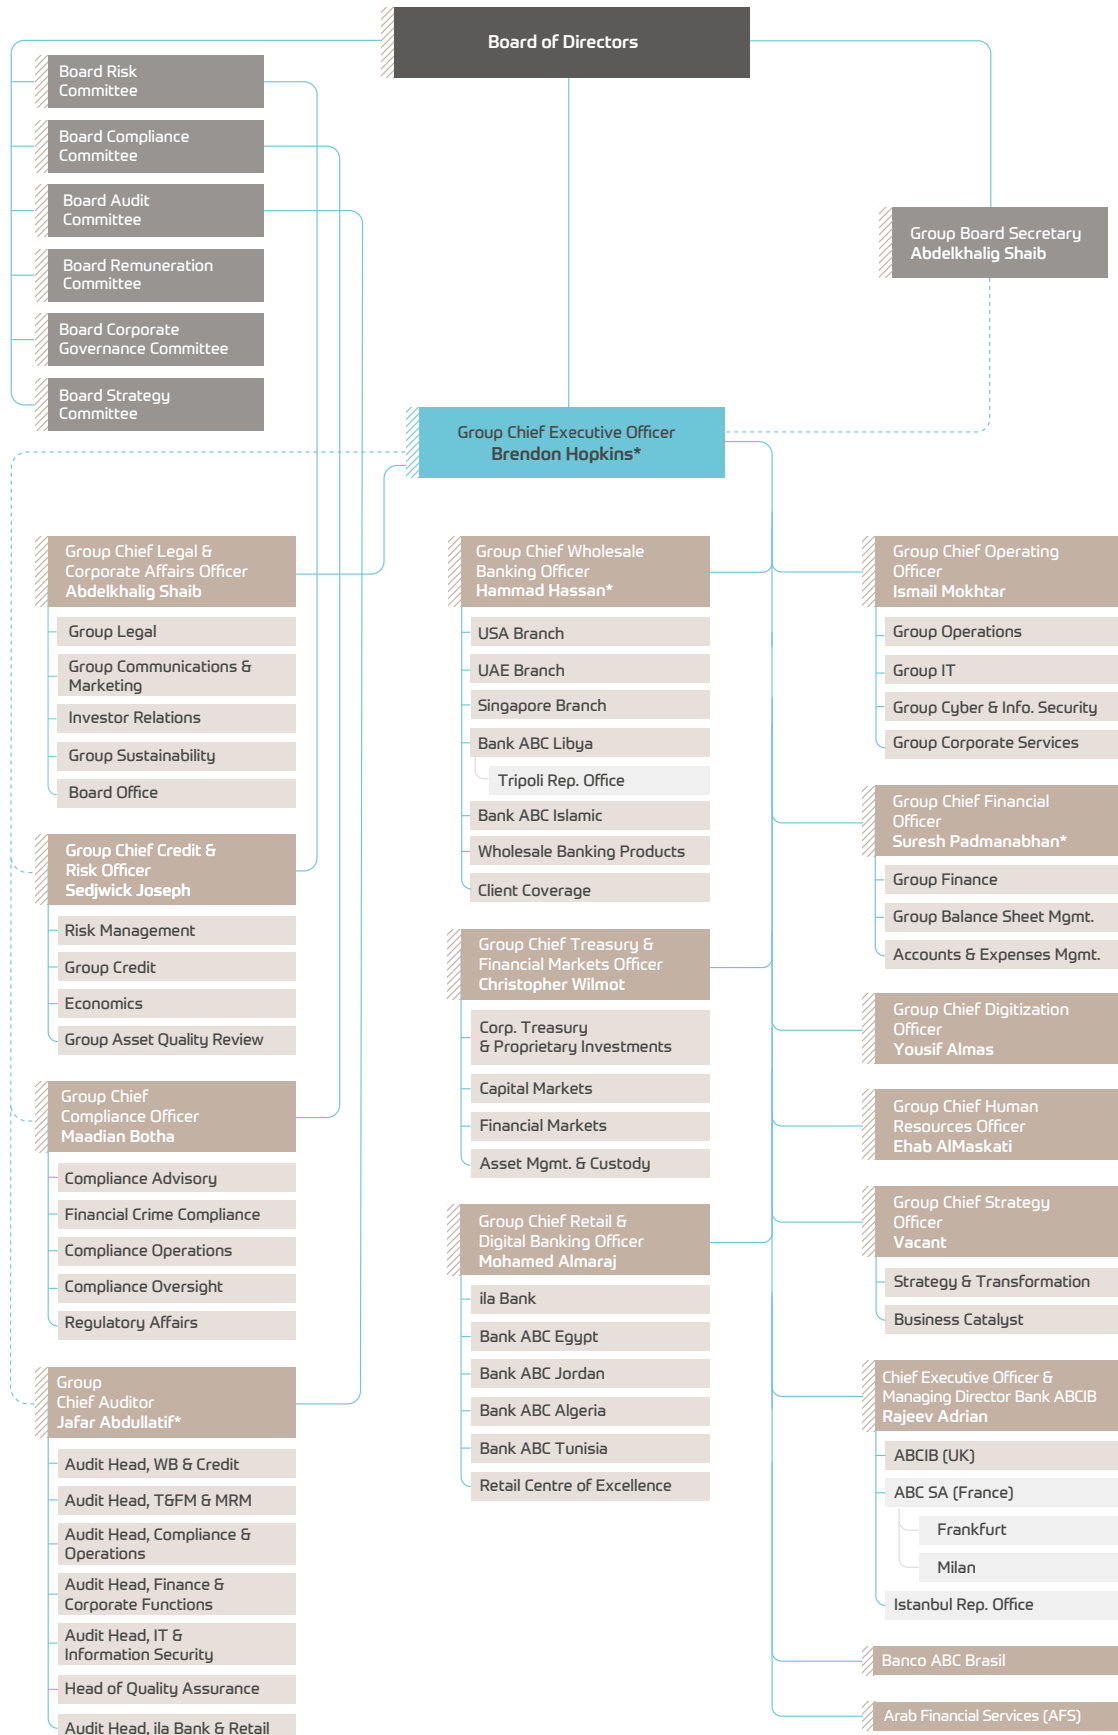 Board of Directors
Board Risk
Committee
Board Compliance
Committee
Board Audit
Committee
Board Remuneration
Committee
Board Corporate
Governance Committee
Board Strategy
Committee
Group Board Secretary
Abdelkhalig Shaib
Group Chief Executive Officer
Brendon Hopkins*
Group Chief Legal &
Corporate Affairs Officer
Abdelkhalig Shaib
Group Legal
Group Communications &
Marketing
Investor Relations
Group Sustainability
Board Office
Group Chief Credit &
Risk Officer
Sedjwick Joseph
Risk Management
Group Credit
Economics
Group Asset Quality Review
Group Chief
Compliance Officer
Maadian Botha
Compliance Advisory
Financial Crime Compliance
Compliance Operations
Compliance Oversight
Regulatory Affairs
Group
Chief Auditor
Jafar Abdullatif*
Audit Head, WB & Credit
Audit Head, T&FM & MRM
Audit Head, Compliance &
Operations
Audit Head, Finance &
Corporate Functions
Audit Head, IT &
Information Security
Head of Quality Assurance
Audit Head, ila Bank & Retail
Group Chief Wholesale
Banking Officer
Hammad Hassan*
USA Branch
UAE Branch
Singapore Branch
Bank ABC Libya
Tripoli Rep. Office
Bank ABC Islamic
Wholesale Banking Products
Client Coverage
Group Chief Treasury &
Financial Markets Officer
Christopher Wilmot
Corp. Treasury
& Proprietary Investments
Capital Markets
Financial Markets
Asset Mgmt. & Custody
Group Chief Retail &
Digital Banking Officer
Mohamed Almaraj
ila Bank
Bank ABC Egypt
Bank ABC Jordan
Bank ABC Algeria
Bank ABC Tunisia
Retail Centre of Excellence
Group Chief Operating
Officer
Ismail Mokhtar
Group Operations
Group IT
Group Cyber & Info. Security
Group Corporate Services
Group Chief Financial
Officer
Suresh Padmanabhan*
Group Finance
Group Balance Sheet Mgmt.
Accounts & Expenses Mgmt.
Group Chief Digitization
Officer
Yousif Almas
Group Chief Human
Resources Officer
Ehab AlMaskati
Group Chief Strategy
Officer
Vacant
Strategy & Transformation
Business Catalyst
Chief Executive Officer &
Managing Director Bank ABCIB
Rajeev Adrian
ABCIB (UK)
ABC SA (France)
Frankfurt
Milan
Istanbul Rep. Office
Banco ABC Brasil
Arab Financial Services (AFS)